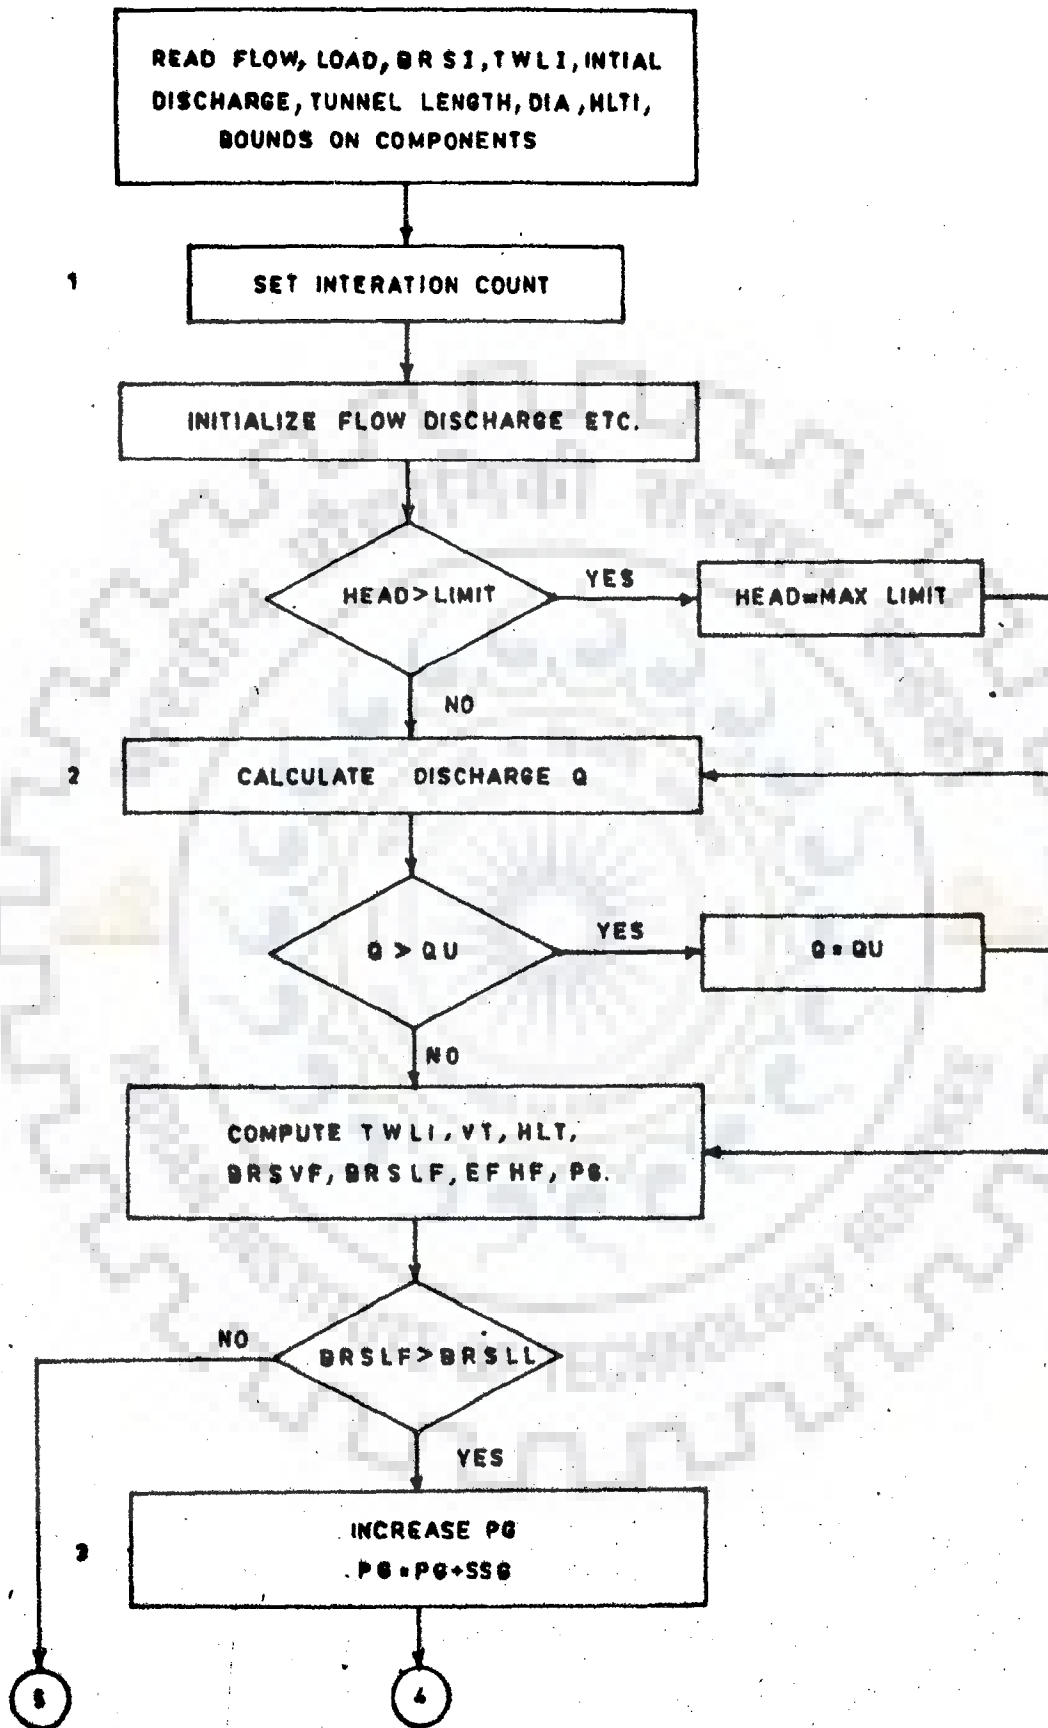 READ FLOW, LOAD, BRSI, TWLI, INTIAL
DISCHARGE, TUNNEL LENGTH, DIA, HLTI,
BOUNDS ON COMPONENTS
1
SET INTERATION COUNT
INITIALIZE FLOW DISCHARGE ETC.
HEAD>LIMIT
YES
HEAD=MAX LIMIT
NO
2
CALCULATE DISCHARGE Q
Q > QU
YES
Q = QU
NO
COMPUTE TWLI, VT, HLT,
BRSVF, BRSLF, EFHF, PG.
NO
BRSLF>BRSLL
YES
3
INCREASE PG
PG=PG+SSG
5
4